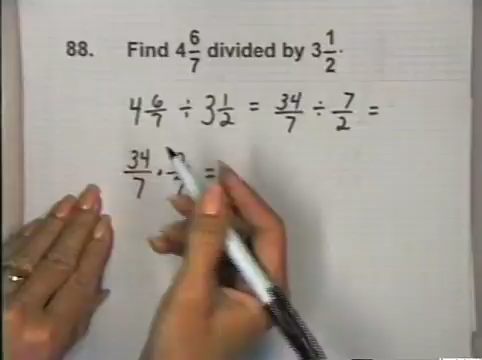 88. Find 4 6/7 divided by 3 1/2.
4 6/7 ÷ 3 1/2 = 34/7 ÷ 7/2 =
34/7 · /7 =